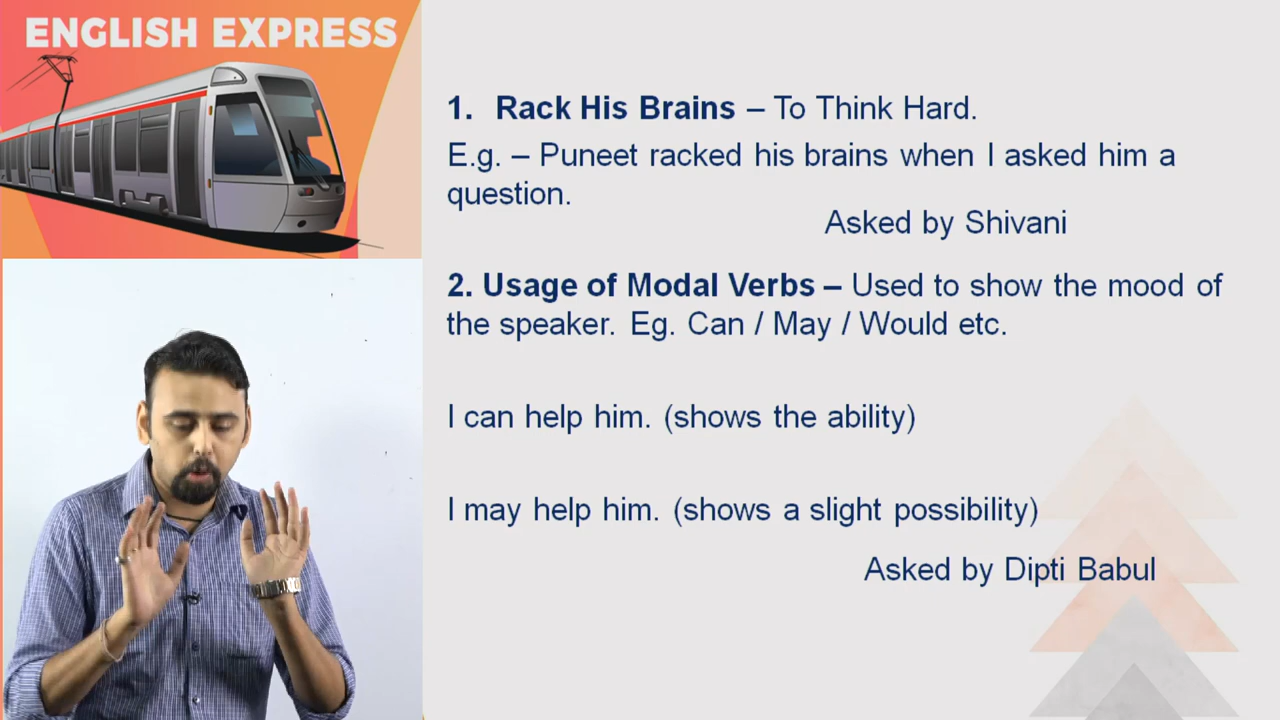 ENGLISH EXPRESS
1. Rack His Brains – To Think Hard.
E.g. – Puneet racked his brains when I asked him a
question.
Asked by Shivani
2. Usage of Modal Verbs – Used to show the mood of
the speaker. Eg. Can / May / Would etc.
I can help him. (shows the ability)
I may help him. (shows a slight possibility)
Asked by Dipti Babul